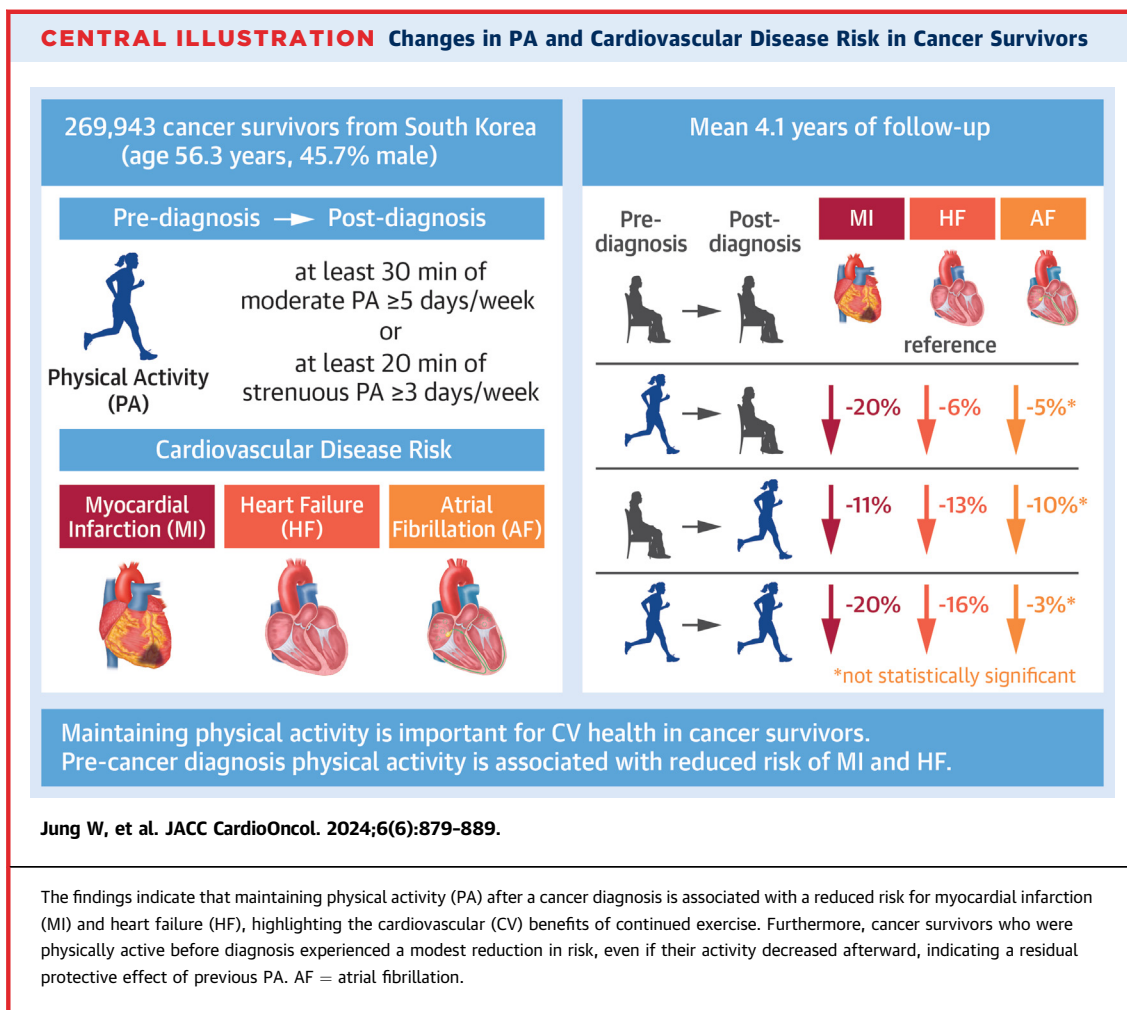 CENTRAL ILLUSTRATION Changes in PA and Cardiovascular Disease Risk in Cancer Survivors
269,943 cancer survivors from South Korea
(age 56.3 years, 45.7% male)
Pre-diagnosis → Post-diagnosis
at least 30 min of
moderate PA ≥5 days/week
or
at least 20 min of
strenuous PA ≥3 days/week
Physical Activity
(PA)
Cardiovascular Disease Risk
Myocardial
Infarction (MI)
Heart Failure
(HF)
Atrial
Fibrillation (AF)
Mean 4.1 years of follow-up
Pre-
diagnosis
Post-
diagnosis
MI
HF
AF
reference
-20%
-6%
-5%*
-11%
-13%
-10%*
-20%
-16%
-3%*
*not statistically significant
Maintaining physical activity is important for CV health in cancer survivors.
Pre-cancer diagnosis physical activity is associated with reduced risk of MI and HF.
Jung W, et al. JACC CardioOncol. 2024;6(6):879–889.
The findings indicate that maintaining physical activity (PA) after a cancer diagnosis is associated with a reduced risk for myocardial infarction
(MI) and heart failure (HF), highlighting the cardiovascular (CV) benefits of continued exercise. Furthermore, cancer survivors who were
physically active before diagnosis experienced a modest reduction in risk, even if their activity decreased afterward, indicating a residual
protective effect of previous PA. AF = atrial fibrillation.